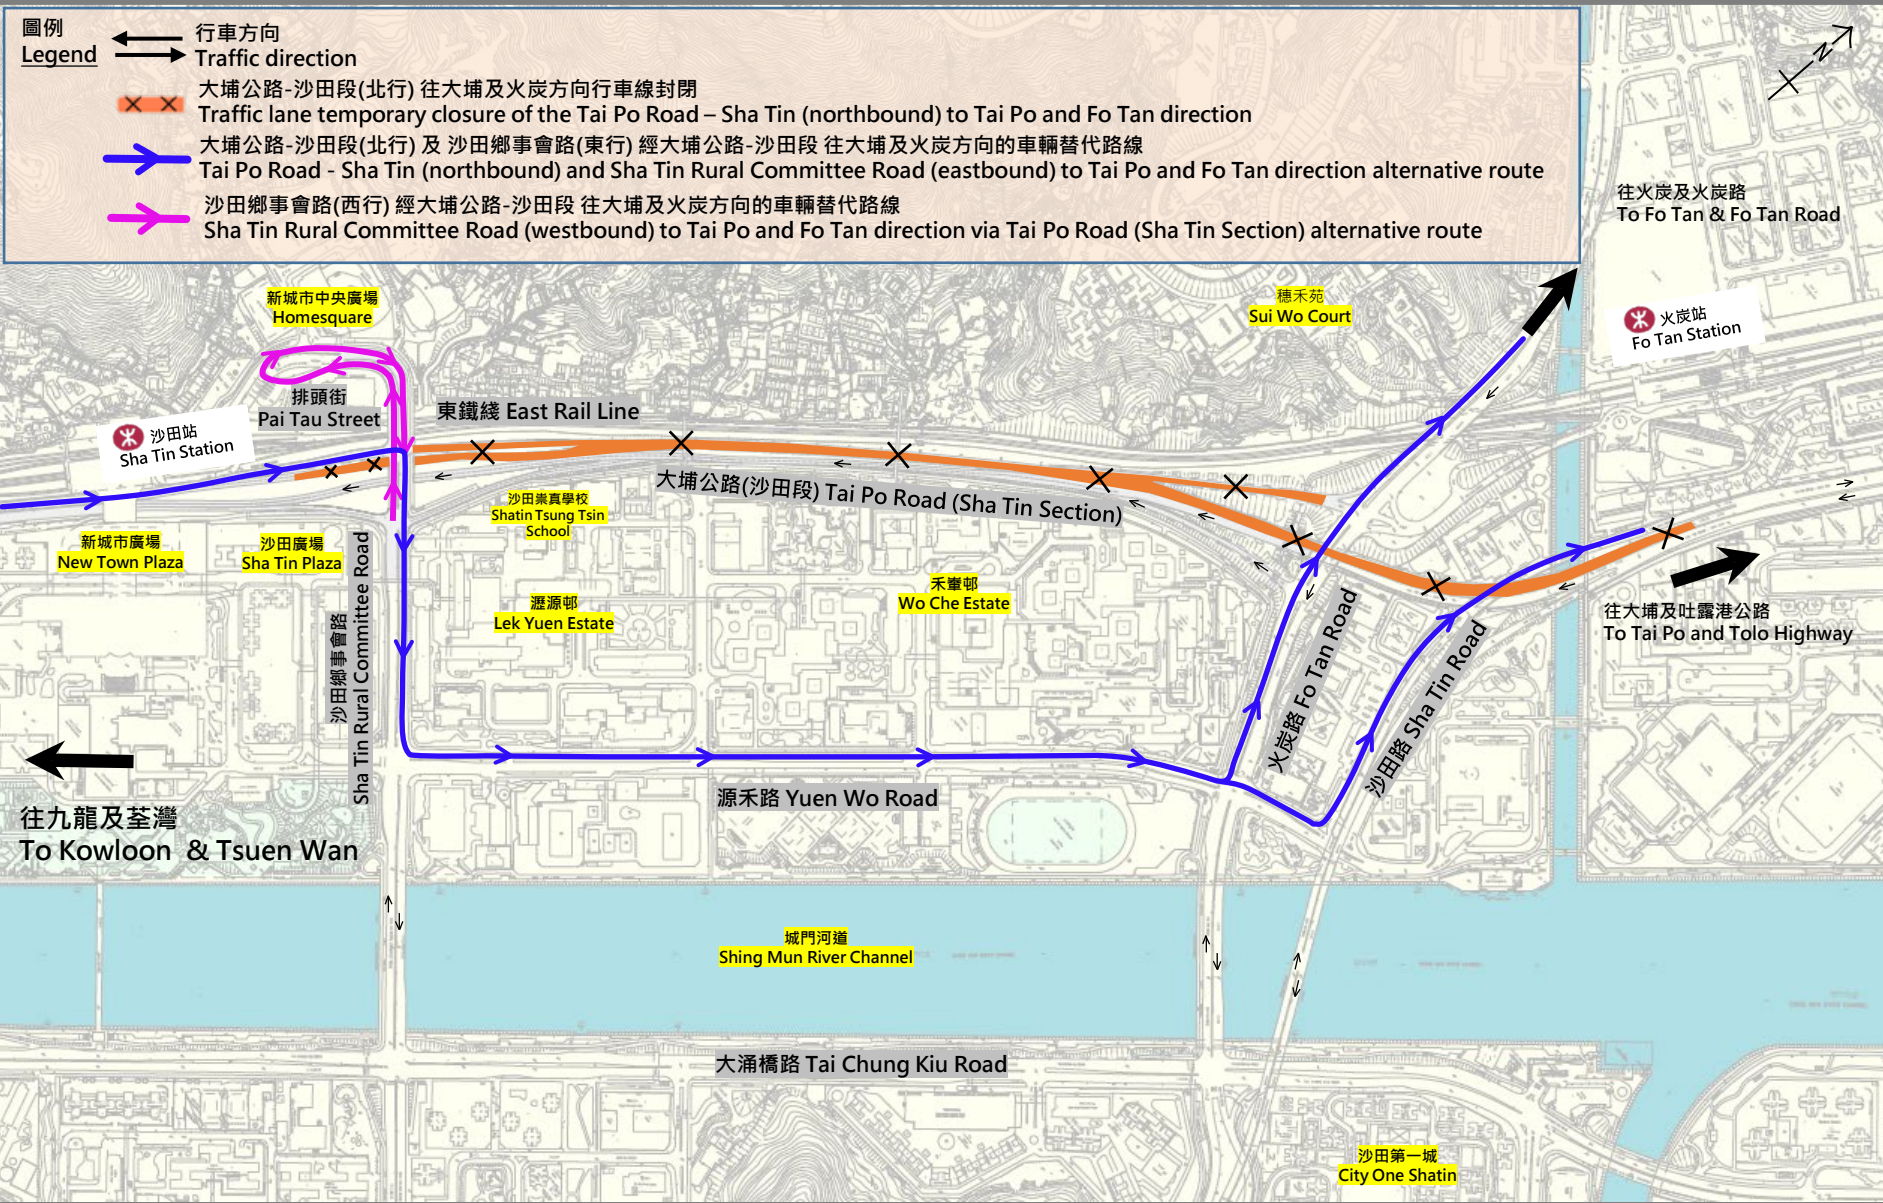 圖例
Legend
行車方向
Traffic direction
大埔公路-沙田段(北行) 往大埔及火炭方向行車線封閉
Traffic lane temporary closure of the Tai Po Road – Sha Tin (northbound) to Tai Po and Fo Tan direction
大埔公路-沙田段(北行) 及 沙田鄉事會路(東行) 經大埔公路-沙田段 往大埔及火炭方向的車輛替代路線
Tai Po Road - Sha Tin (northbound) and Sha Tin Rural Committee Road (eastbound) to Tai Po and Fo Tan direction alternative route
沙田鄉事會路(西行) 經大埔公路-沙田段 往大埔及火炭方向的車輛替代路線
Sha Tin Rural Committee Road (westbound) to Tai Po and Fo Tan direction via Tai Po Road (Sha Tin Section) alternative route
N
往火炭及火炭路
To Fo Tan & Fo Tan Road
新城市中央廣場
Homesquare
穗禾苑
Sui Wo Court
火炭站
Fo Tan Station
排頭街
Pai Tau Street
東鐵綫 East Rail Line
沙田站
Sha Tin Station
大埔公路(沙田段) Tai Po Road (Sha Tin Section)
沙田崇真學校
Shatin Tsung Tsin
School
新城市廣場
New Town Plaza
沙田廣場
Sha Tin Plaza
沙田鄉事會路
Sha Tin Rural Committee Road
瀝源邨
Lek Yuen Estate
禾輋邨
Wo Che Estate
火炭路 Fo Tan Road
沙田路 Sha Tin Road
往大埔及吐露港公路
To Tai Po and Tolo Highway
往九龍及荃灣
To Kowloon & Tsuen Wan
源禾路 Yuen Wo Road
城門河道
Shing Mun River Channel
大涌橋路 Tai Chung Kiu Road
沙田第一城
City One Shatin